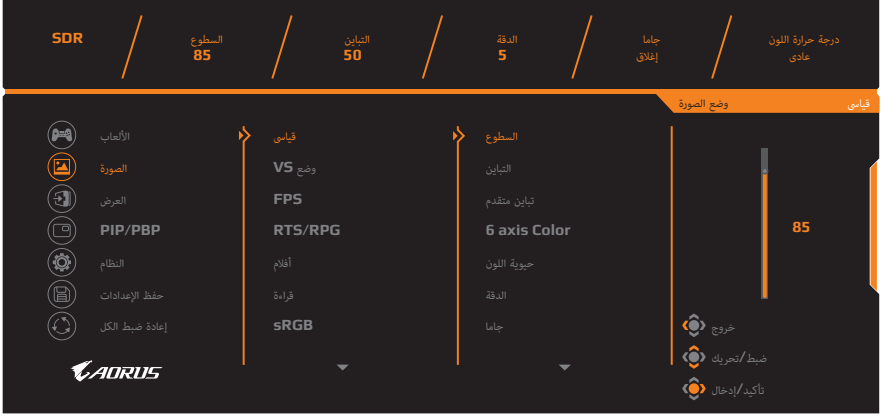 SDR
السطوع
85
التباين
50
الدقة
5
جاما
إغلاق
درجة حرارة اللون
عادى
وضع الصورة
قياسى
الألعاب
الصورة
العرض
PIP/PBP
النظام
حفظ الإعدادات
إعادة ضبط الكل
قياسى
وضع VS
FPS
RTS/RPG
أفلام
قراءة
sRGB
السطوع
التباين
تباين متقدم
6 axis Color
حيوية اللون
الدقة
جاما
85
خروج
ضبط/تحريك
تأكيد/إدخال
AORUS